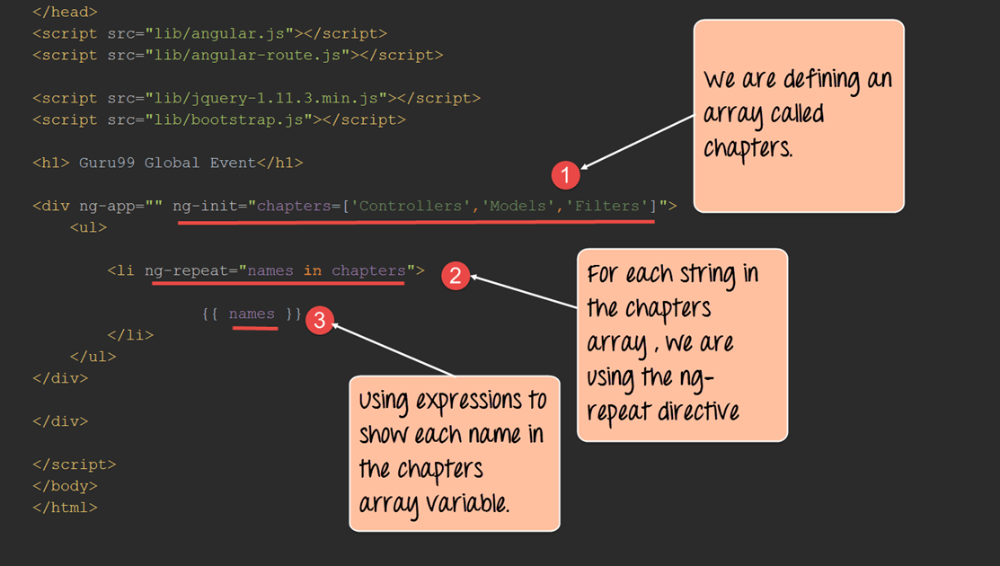 </head>
<script src="lib/angular.js"></script>
<script src="lib/angular-route.js"></script>
<script src="lib/jquery-1.11.3.min.js"></script>
<script src="lib/bootstrap.js"></script>
<h1> Guru99 Global Event</h1>
<div ng-app="" ng-init="chapters=['Controllers','Models','Filters']">
<ul>
<li ng-repeat="names in chapters">
{{ names }}
</li>
</ul>
</div>
</div>
</script>
</body>
</html>
1
We are defining an
array called
chapters.
2
For each string in
the chapters
array , we are
using the ng-
repeat directive
3
Using expressions to
show each name in
the chapters
array variable.